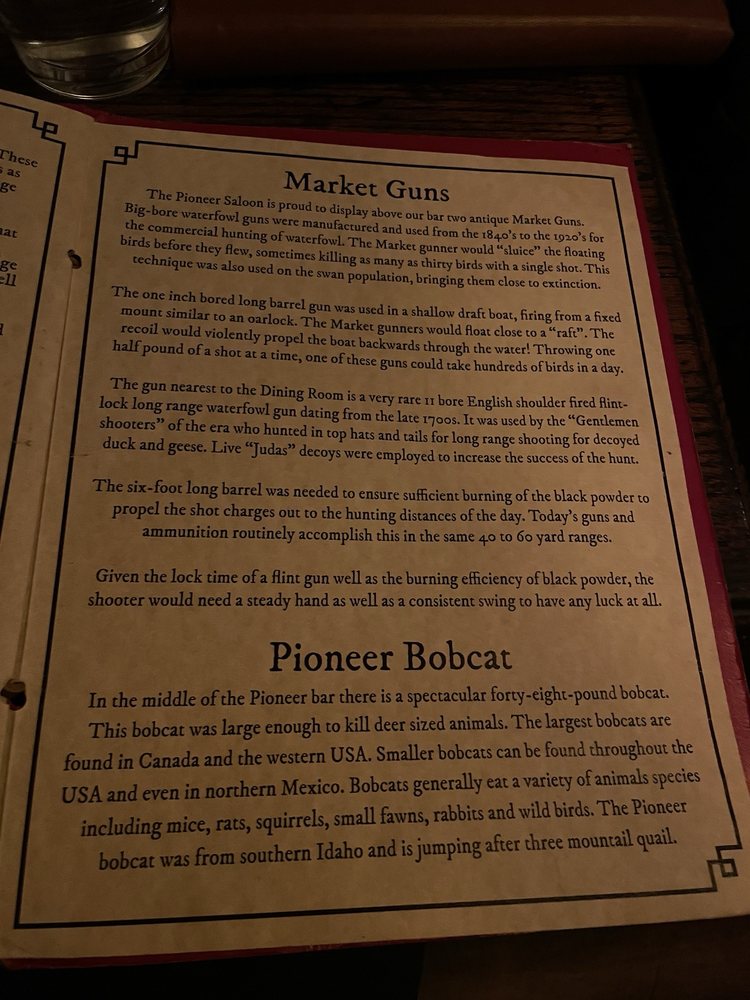 These
s as
ge
hat
ge
ell
Market Guns
The Pioneer Saloon is proud to display above our bar two antique Market Guns.
Big-bore waterfowl guns were manufactured and used from the 1840's to the 1920's for
the commercial hunting of waterfowl. The Market gunner would "sluice" the floating
birds before they flew, sometimes killing as many as thirty birds with a single shot. This
technique was also used on the swan population, bringing them close to extinction.
The one inch bored long barrel gun was used in a shallow draft boat, firing from a fixed
mount similar to an oarlock. The Market gunners would float close to a "raft". The
recoil would violently propel the boat backwards through the water! Throwing one
half pound of a shot at a time, one of these guns could take hundreds of birds in a day.
The gun nearest to the Dining Room is a very rare 11 bore English shoulder fired flint-
lock long range waterfowl gun dating from the late 1700s. It was used by the "Gentlemen
shooters" of the era who hunted in top hats and tails for long range shooting for decoyed
duck and geese. Live "Judas" decoys were employed to increase the success of the hunt.
The six-foot long barrel was needed to ensure sufficient burning of the black powder to
propel the shot charges out to the hunting distances of the day. Today's guns and
ammunition routinely accomplish this in the same 40 to 60 yard ranges.
Given the lock time of a flint gun well as the burning efficiency of black powder, the
shooter would need a steady hand as well as a consistent swing to have any luck at all.
Pioneer Bobcat
In the middle of the Pioneer bar there is a spectacular forty-eight-pound bobcat.
This bobcat was large enough to kill deer sized animals. The largest bobcats are
found in Canada and the western USA. Smaller bobcats can be found throughout the
USA and even in northern Mexico. Bobcats generally eat a variety of animals species
including mice, rats, squirrels, small fawns, rabbits and wild birds. The Pioneer
bobcat was from southern Idaho and is jumping after three mountail quail.